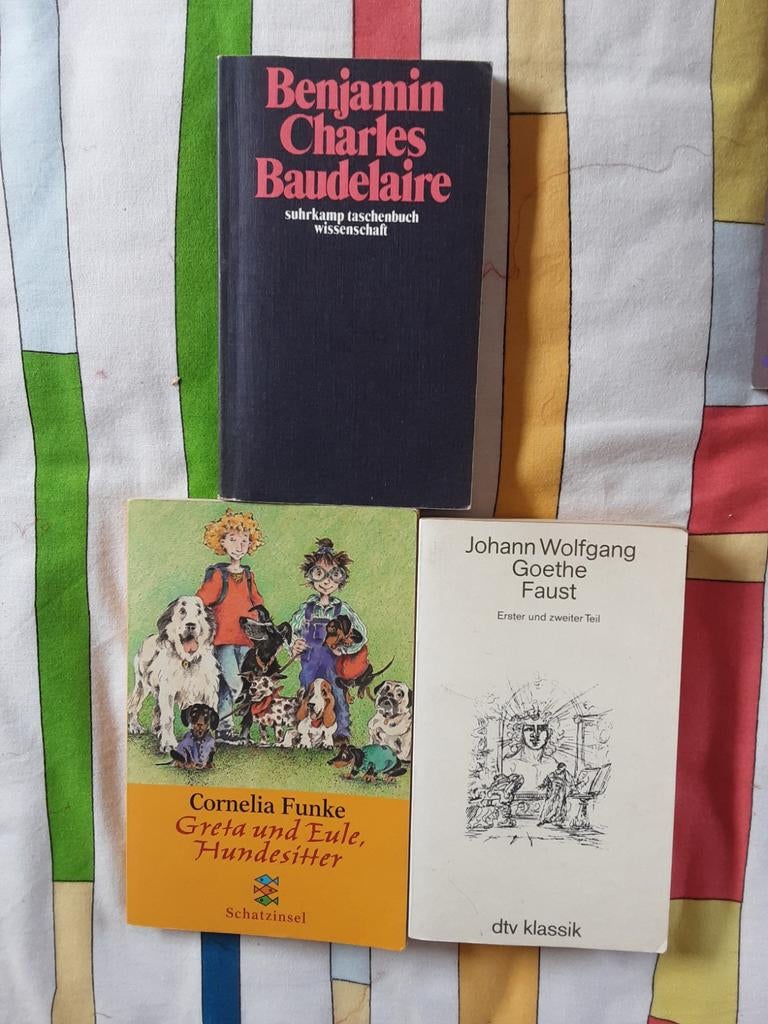 Benjamin
Charles
Baudelaire
suhrkamp taschenbuch
wissenschaft
Cornelia Funke
Greta und Eule,
Hundesitter
Schatzinsel
Johann Wolfgang
Goethe
Faust
Erster und zweiter Teil
dtv klassik